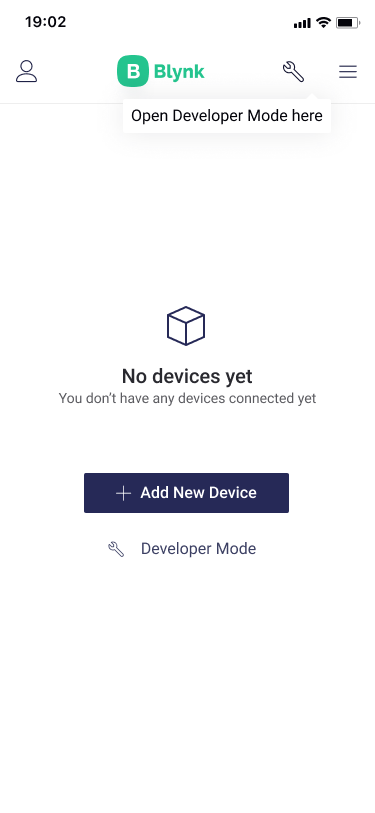 19:02
B Blynk
Open Developer Mode here
No devices yet
You don't have any devices connected yet
Add New Device
Developer Mode